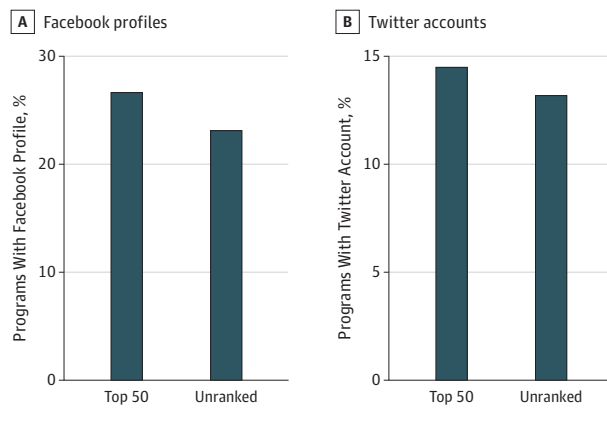 A Facebook profiles
Programs With Facebook Profile, %
30
20
10
0
Top 50
Unranked
B Twitter accounts
Programs With Twitter Account, %
15
10
5
0
Top 50
Unranked